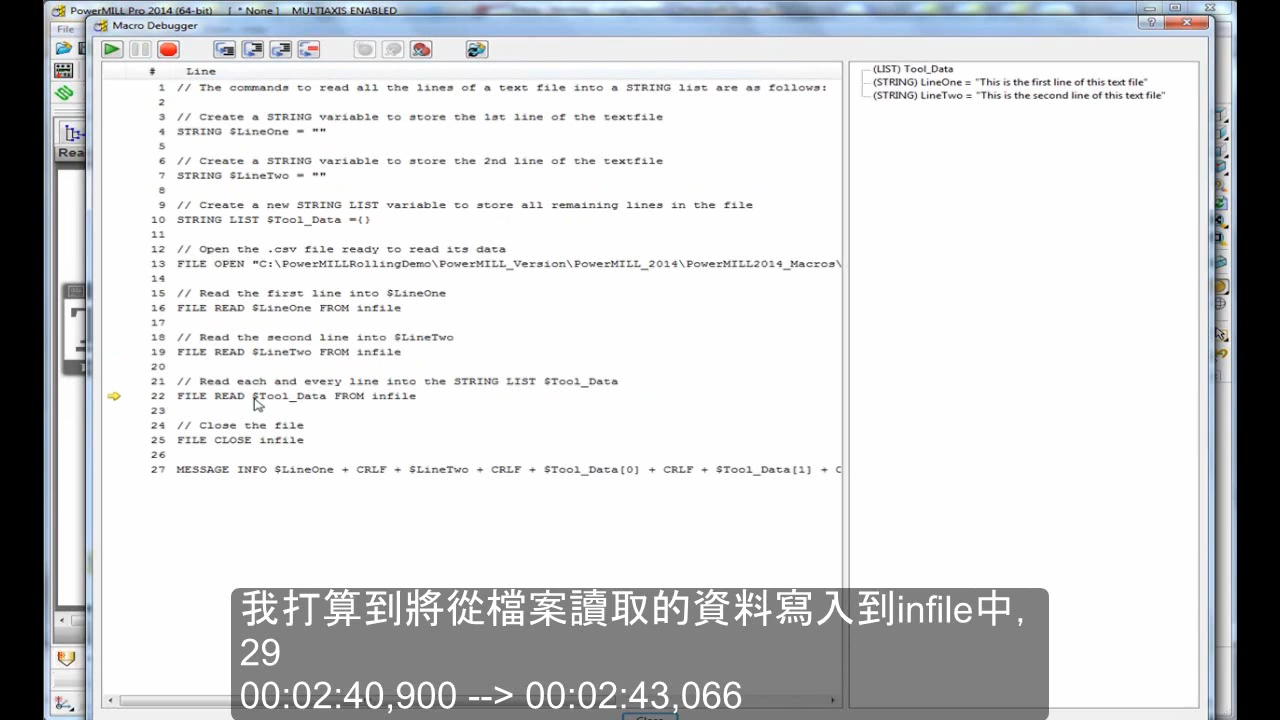 PowerMILL Pro 2014 (64-bit)    [ * None ]    MULTIAXIS ENABLED
File
Macro Debugger
# Line
1 // The commands to read all the lines of a text file into a STRING list are as follows:
2
3 // Create a STRING variable to store the 1st line of the textfile
4 STRING $LineOne = ""
5
6 // Create a STRING variable to store the 2nd line of the textfile
7 STRING $LineTwo = ""
8
9 // Create a new STRING LIST variable to store all remaining lines in the file
10 STRING LIST $Tool_Data ={}
11
12 // Open the .csv file ready to read its data
13 FILE OPEN "C:\PowerMILLRollingDemo\PowerMILL_Version\PowerMILL_2014\PowerMILL2014_Macros\
14
15 // Read the first line into $LineOne
16 FILE READ $LineOne FROM infile
17
18 // Read the second line into $LineTwo
19 FILE READ $LineTwo FROM infile
20
21 // Read each and every line into the STRING LIST $Tool_Data
22 FILE READ $Tool_Data FROM infile
23
24 // Close the file
25 FILE CLOSE infile
26
27 MESSAGE INFO $LineOne + CRLF + $LineTwo + CRLF + $Tool_Data[0] + CRLF + $Tool_Data[1] + C
(LIST) Tool_Data
(STRING) LineOne = "This is the first line of this text file"
(STRING) LineTwo = "This is the second line of this text file"
Rea
我打算到將從檔案讀取的資料寫入到infile中,
29
00:02:40,900 --> 00:02:43,066